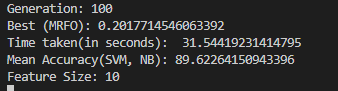 Generation: 100
Best (MRFO): 0.2017714546063392
Time taken(in seconds):  31.54419231414795
Mean Accuracy(SVM, NB): 89.62264150943396
Feature Size: 10